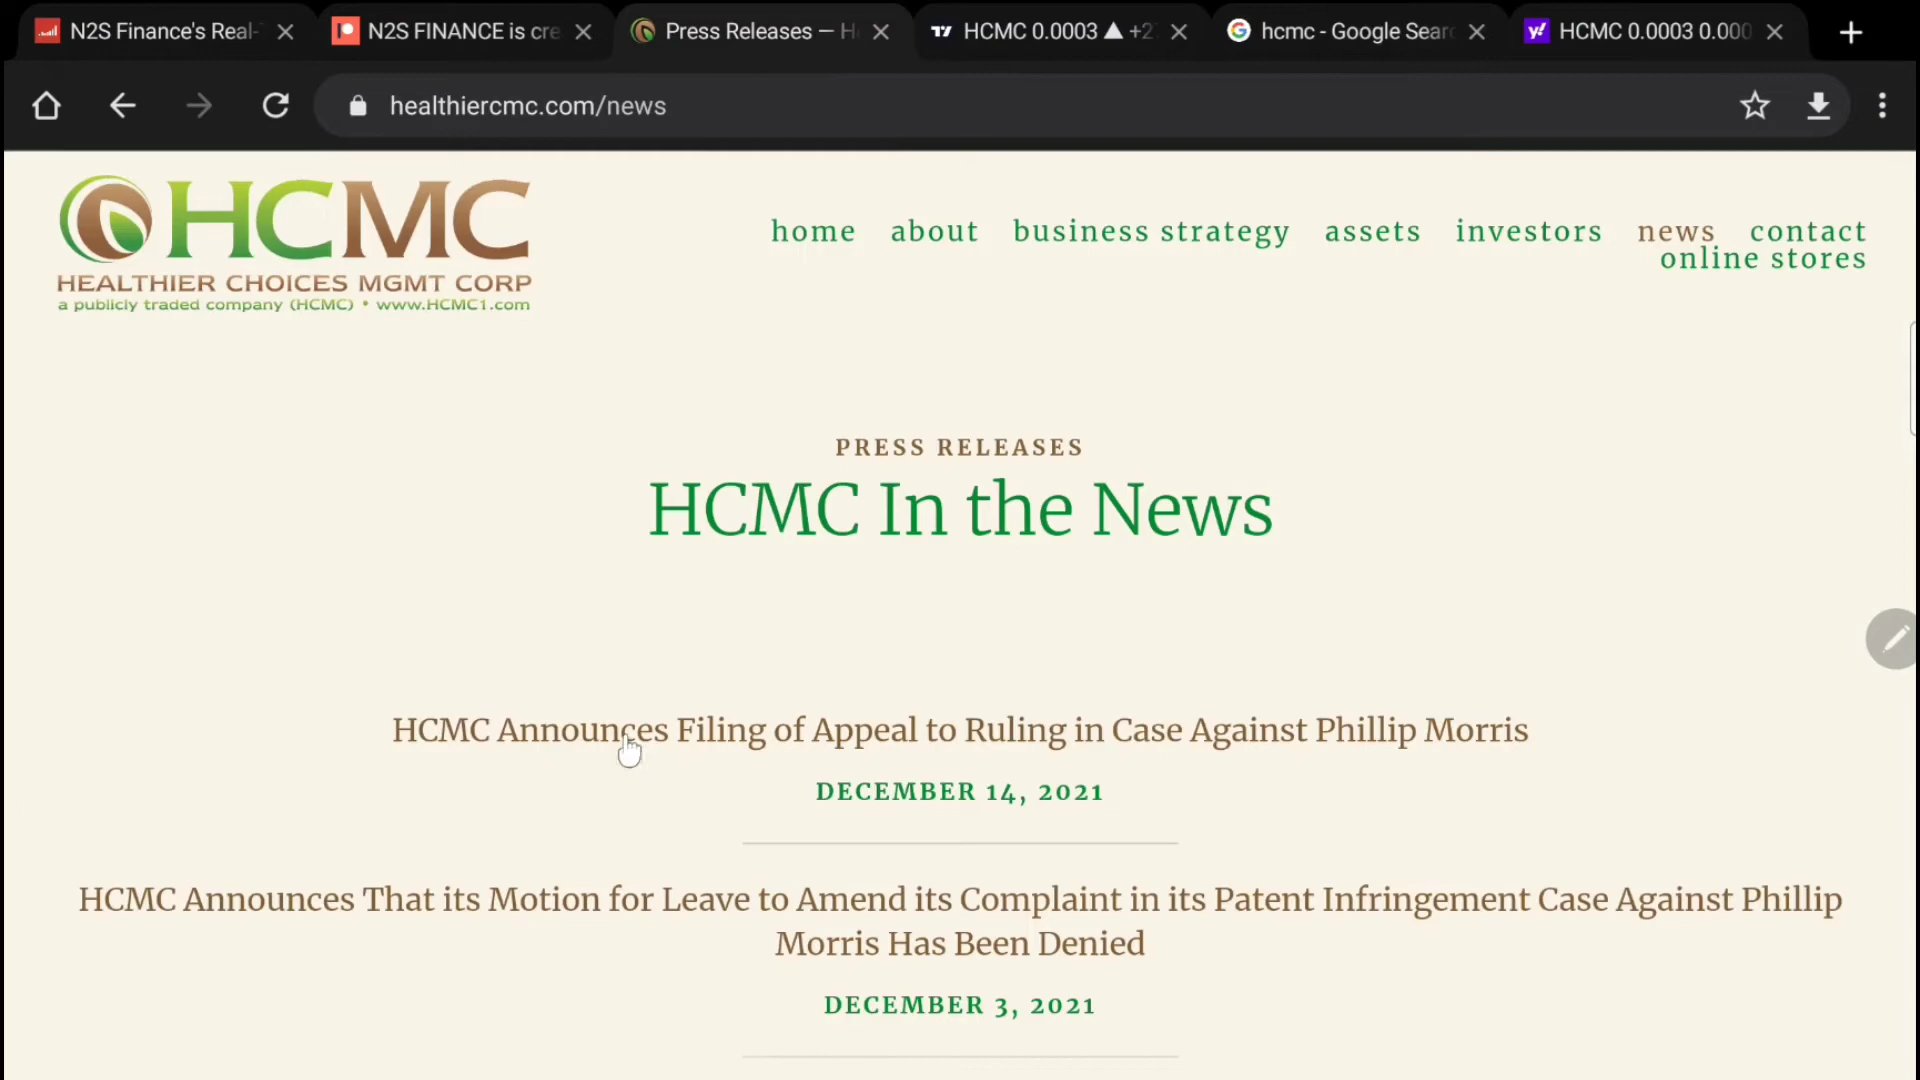 N2S Finance's Real-
N2S FINANCE is cre
Press Releases — H
HCMC 0.0003 ▲ +2
hcmc - Google Sear
HCMC 0.0003 0.000
healthiercmc.com/news
HCMC
HEALTHIER CHOICES MGMT CORP
a publicly traded company (HCMC) • www.HCMC1.com
home about business strategy assets investors news contact
online stores
PRESS RELEASES
HCMC In the News
HCMC Announces Filing of Appeal to Ruling in Case Against Phillip Morris
DECEMBER 14, 2021
HCMC Announces That its Motion for Leave to Amend its Complaint in its Patent Infringement Case Against Phillip
Morris Has Been Denied
DECEMBER 3, 2021